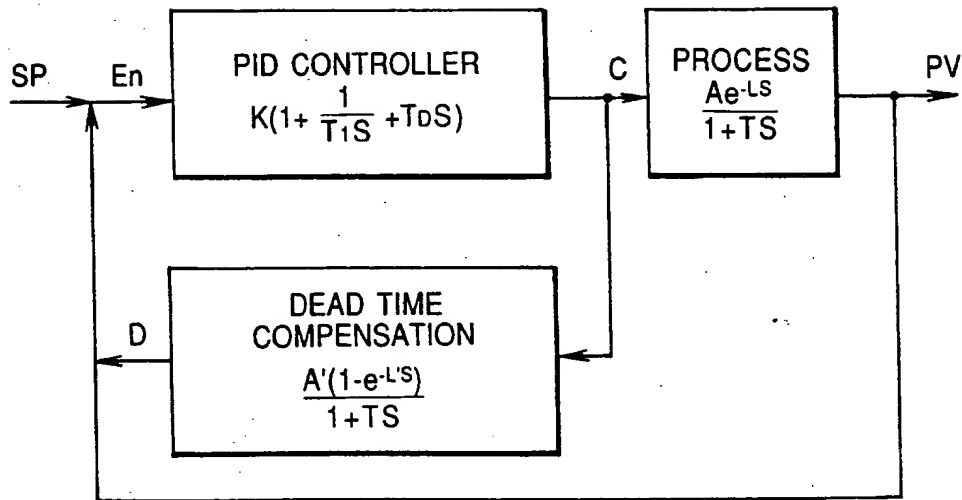 SP
En
PID CONTROLLER
K(1+ 1/T1S +TDS)
C
PROCESS
Ae-LS
1+TS
PV
D
DEAD TIME
COMPENSATION
A'(1-e-L'S)
1+TS